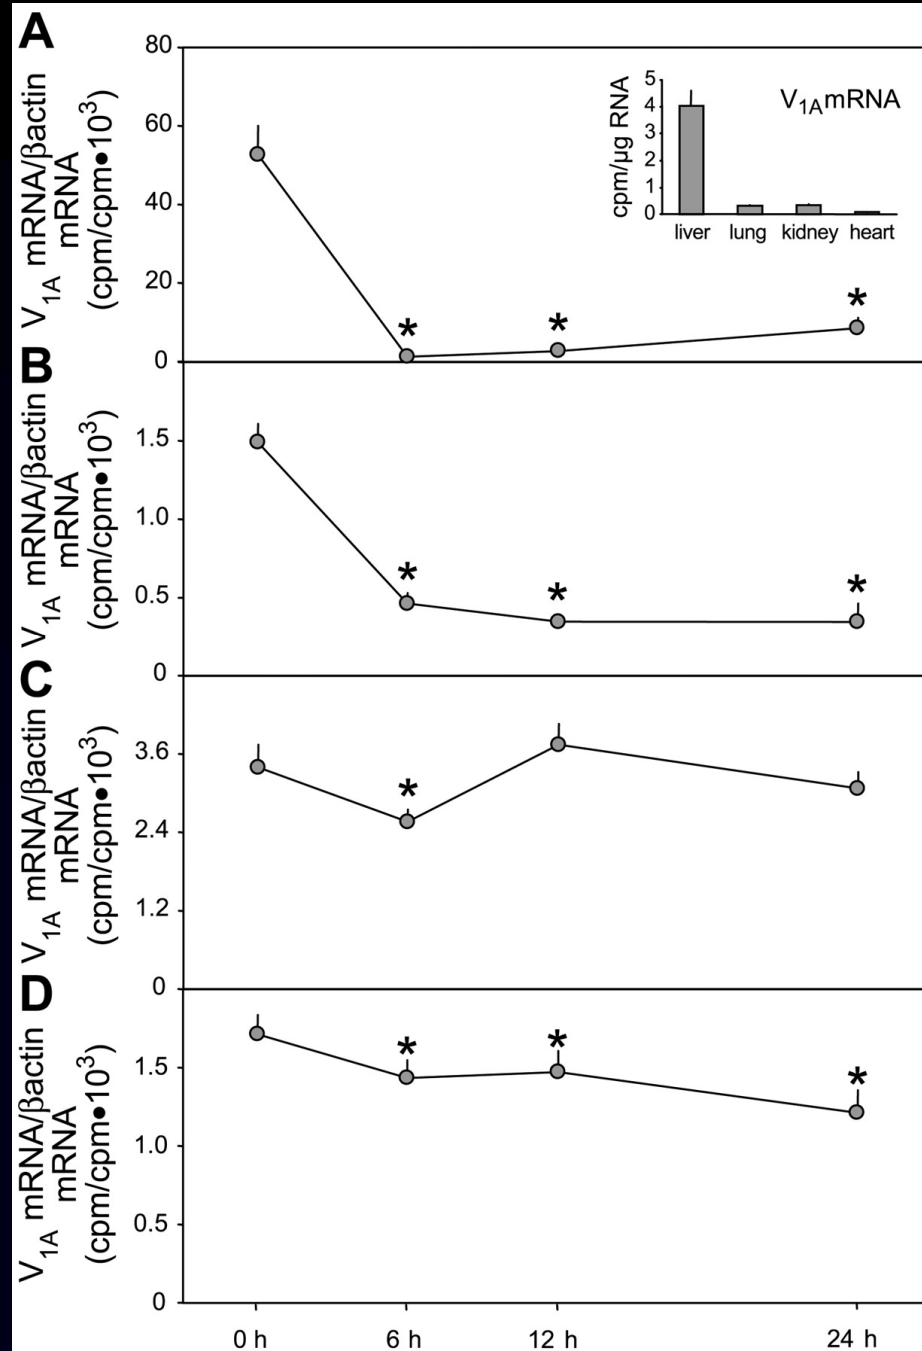 A
V1A mRNA/βactin
mRNA
(cpm/cpm•10³)
80
60
40
20
0
*
*
*
5
4
3
2
1
0
cpm/µg RNA
V1AmRNA
liver lung kidney heart
B
V1A mRNA/βactin
mRNA
(cpm/cpm•10³)
1.5
1.0
0.5
0
*
*
*
C
V1A mRNA/βactin
mRNA
(cpm/cpm•10³)
3.6
2.4
1.2
0
*
D
V1A mRNA/βactin
mRNA
(cpm/cpm•10³)
1.5
1.0
0.5
0
*
*
*
0 h 6 h 12 h 24 h